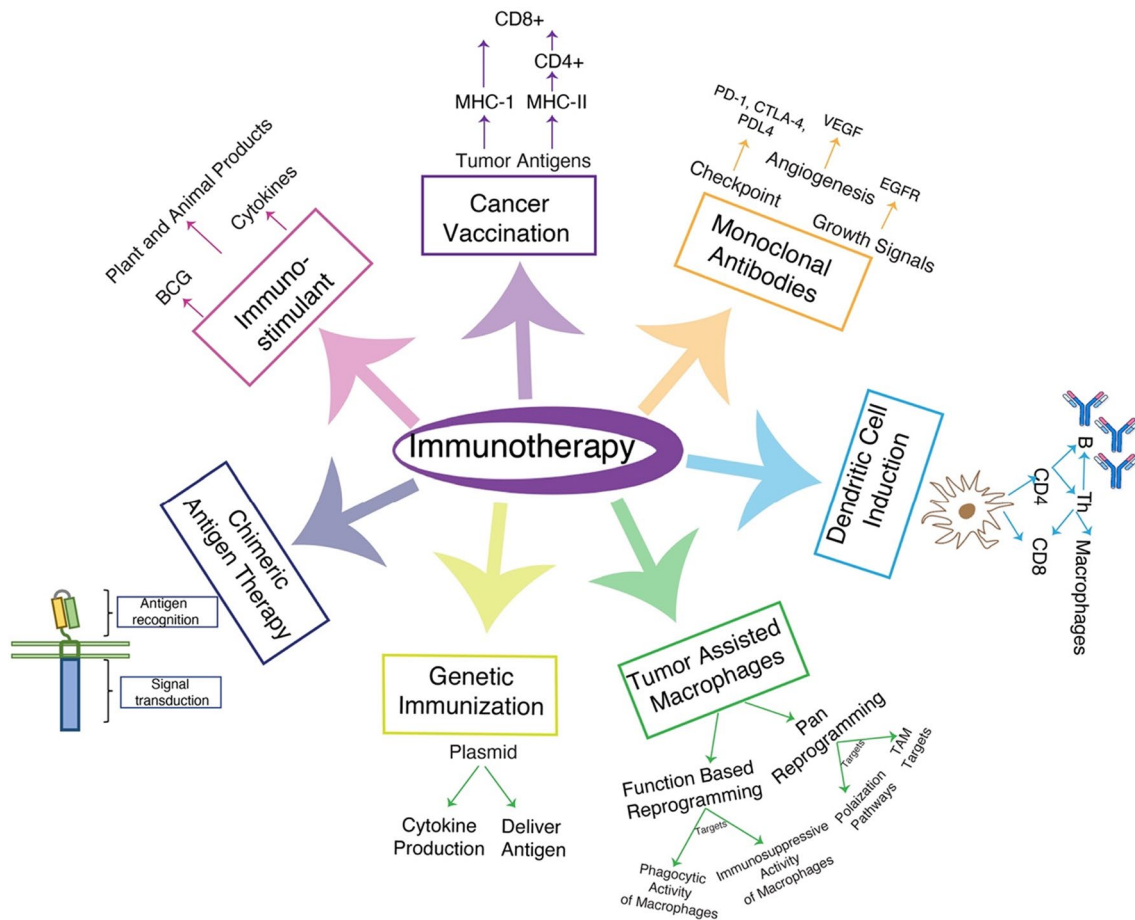 Immunotherapy
CD8+
CD4+
MHC-1
MHC-II
Tumor Antigens
Cancer
Vaccination
PD-1, CTLA-4,
PDL4
VEGF
EGFR
Checkpoint
Angiogenesis
Growth Signals
Monoclonal
Antibodies
Dendritic Cell
Induction
CD4
CD8
B
Th
Macrophages
Tumor Assisted
Macrophages
Pan
Reprogramming
Targets
TAM
Targets
Polaization
Pathways
Function Based
Reprogramming
Targets
Phagocytic
Activity
of Macrophages
Immunosuppressive
Activity
of Macrophages
Genetic
Immunization
Plasmid
Cytokine
Production
Deliver
Antigen
Chimeric
Antigen Therapy
Antigen
recognition
Signal
transduction
Immuno-
stimulant
BCG
Plant and Animal Products
Cytokines